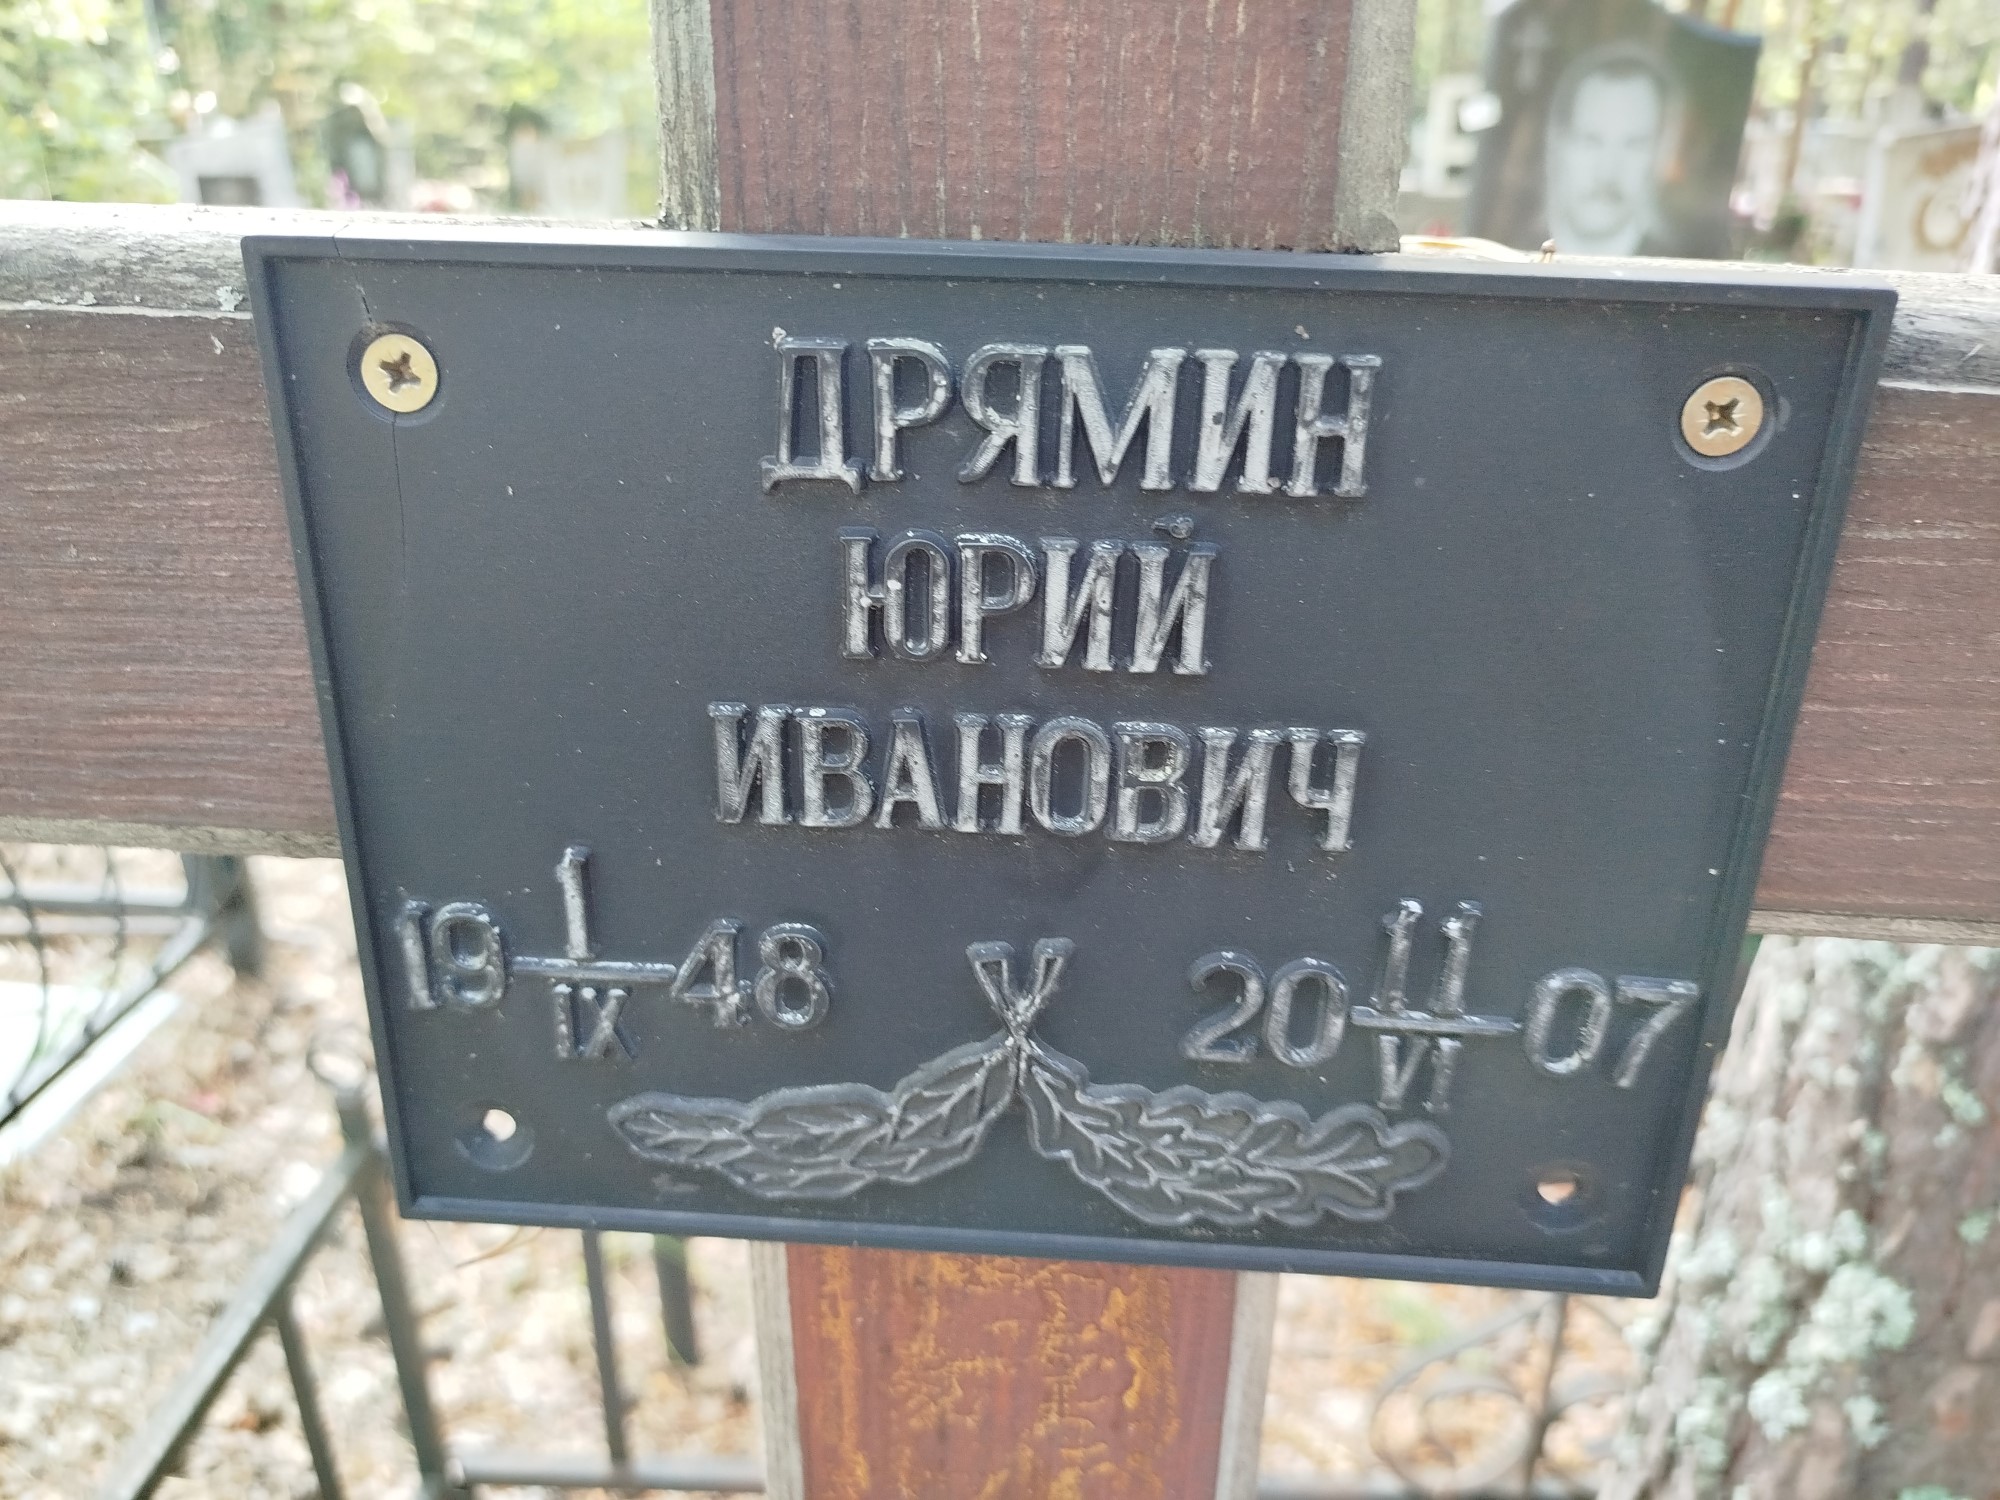 ДРЯМИН
ЮРИЙ
ИВАНОВИЧ
19 1/IX 48 20 11/VI 07